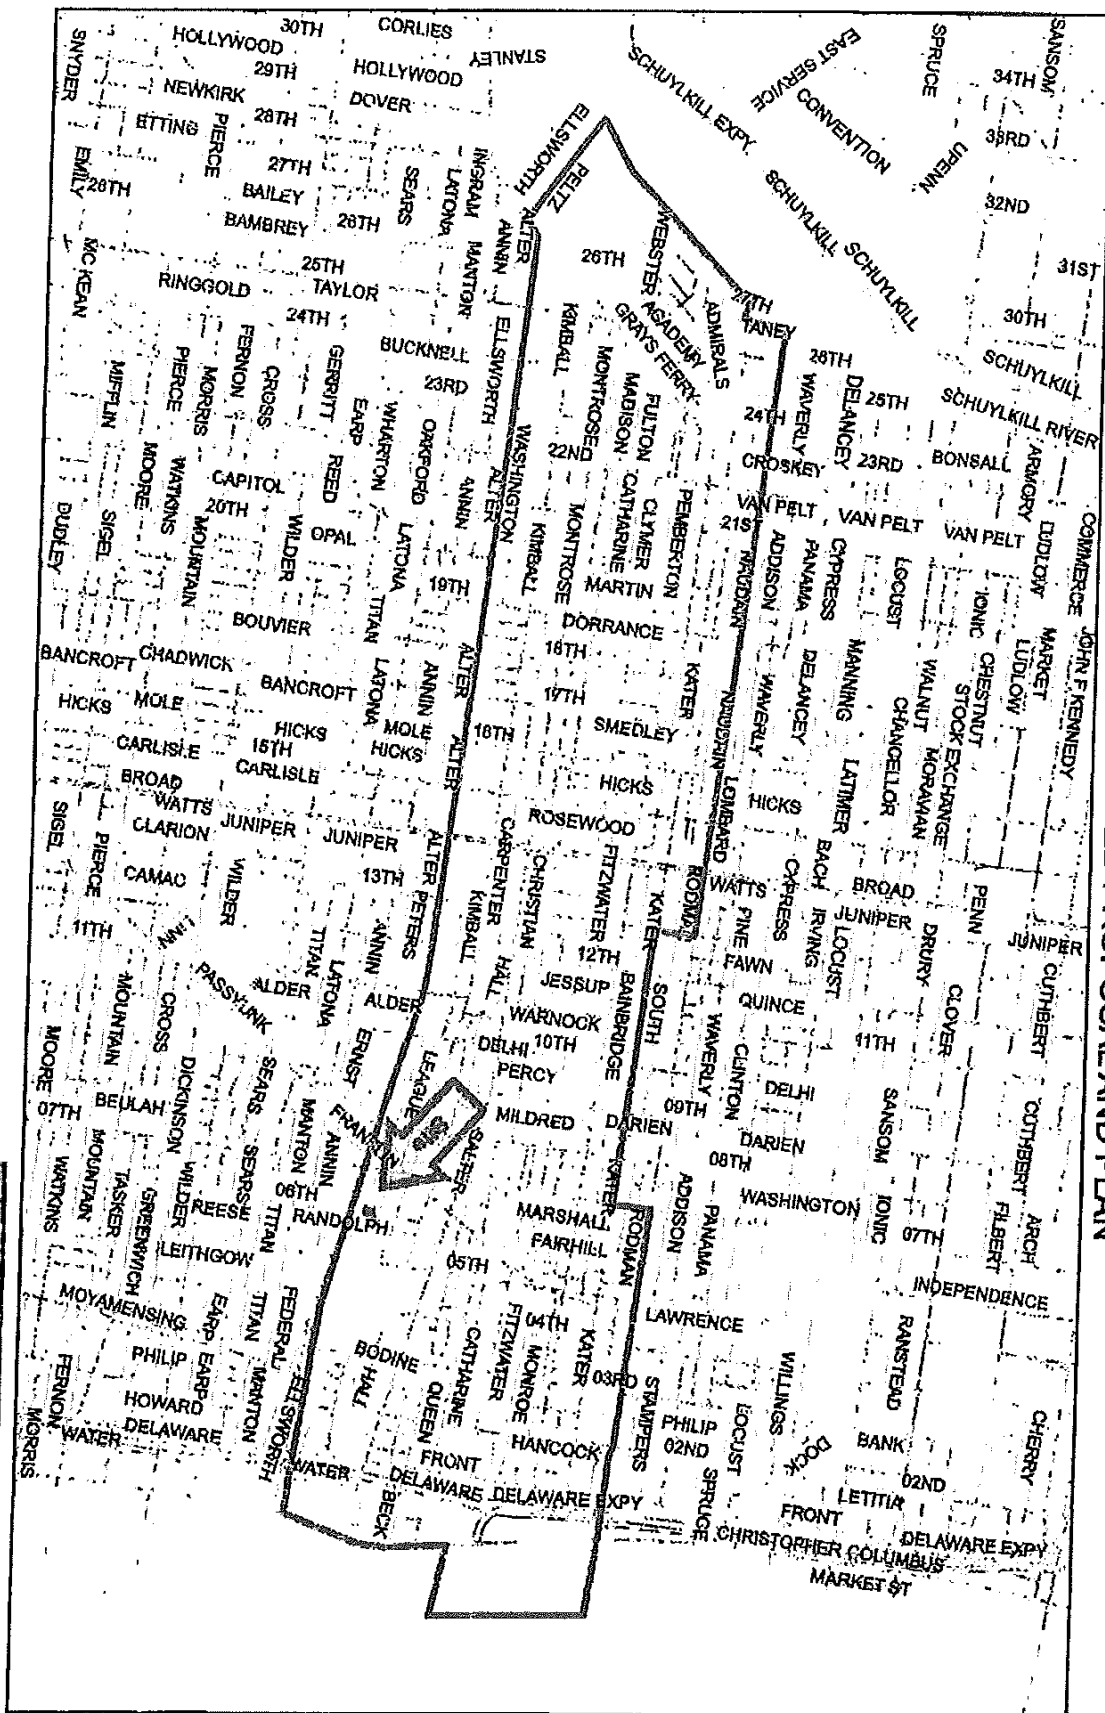 30TH
CORLIES
HOLLYWOOD
STANLEY
SNYDER
29TH
HOLLYWOOD
NEWKIRK
DOVER
ETTING
PIERCE
28TH
EMILY
27TH
26TH
BAILEY
SEARS
INGRAM
LATONA
BAMBREY
26TH
MANTON
ANNIN
ALTER
ELLSWORTH
PELTZ
MC KEAN
25TH
RINGGOLD
TAYLOR
24TH
BUCKNELL
23RD
ELLSWORTH
SCHUYLKILL EXPY
EAST SERVICE
CONVENTION
SPRUCE
UPENN
SANSOM
34TH
33RD
32ND
31ST
30TH
SCHUYLKILL
SCHUYLKILL
SCHUYLKILL
SCHUYLKILL RIVER
WEBSTER
26TH
ACADEMY
GRAYS FERRY
ADMIRALS
27TH
TANEY
KIMBALL
MONTROSE
MADISON
FULTON
26TH
25TH
24TH
WAVERLY
DELANCEY
MIFFLIN
PIERCE
MORRIS
FERNON
CROSS
GERRITT
EARP
WHARTON
OAKFORD
WASHINGTON
ALTER
ANNIN
REED
22ND
CATHARINE
CLYMER
CROSKEY
23RD
BONSALL
ARMORY
MOORE
WATKINS
CAPITOL
20TH
MOUNTAIN
DUDLEY
SIGEL
WILDER
OPAL
LATONA
19TH
KIMBALL
MONTROSE
MARTIN
PEMBERTON
21ST
VAN PELT
VAN PELT
VAN PELT
LUDLOW
COMMERCE
NAUDAIN
ADDISON
PANAMA
CYPRESS
LOCUST
IONIC
MARKET
JOHN F KENNEDY
BOUVIER
TITAN
DORRANCE
18TH
BANCROFT
CHADWICK
BANCROFT
LATONA
ANNIN
ALTER
17TH
KATER
WAVERLY
DELANCEY
MANNING
WALNUT
CHESTNUT
LUDLOW
STOCK EXCHANGE
HICKS
MOLE
HICKS
MOLE
HICKS
16TH
SMEDLEY
NAUDAIN
CHANCELLOR
MORAVIAN
CARLISLE
15TH
CARLISLE
ALTER
HICKS
LOMBARD
HICKS
LATIMER
BROAD
WATTS
CLARION
JUNIPER
JUNIPER
ROSEWOOD
SIGEL
PIERCE
CAMAC
WILDER
13TH
ALTER
CARPENTER
CHRISTIAN
FITZWATER
RODMAN
WATTS
CYPRESS
BACH
BROAD
PENN
PETERS
KIMBALL
SOUTH
KATER
PINE
IRVING
LOCUST
JUNIPER
DRURY
JUNIPER
CUTHBERT
11TH
TITAN
ANNIN
HALL
12TH
FAWN
PASSYUNK
ALDER
LATONA
ALDER
JESSUP
BAINBRIDGE
QUINCE
CLOVER
MOUNTAIN
CROSS
WARNOCK
WAVERLY
CLINTON
11TH
MOORE
DICKINSON
SEARS
ERNST
LEAGUE
DELHI
10TH
PERCY
DELHI
SANSOM
CUTHBERT
07TH
BEULAH
MANTON
ANNIN
FRANKLIN
Site
MILDRED
DARIEN
09TH
DARIEN
08TH
SALTER
KATER
MOUNTAIN
WATKINS
TASKER
GREENWICH
WILDER
REESE
SEARS
TITAN
06TH
RANDOLPH
MARSHALL
FAIRHILL
RODMAN
ADDISON
PANAMA
WASHINGTON
IONIC
07TH
FILBERT
ARCH
LEITHGOW
05TH
INDEPENDENCE
MOYAMENSING
EARP
TITAN
FEDERAL
LAWRENCE
RANSTEAD
PHILIP
EARP
MANTON
ELLSWORTH
BODINE
HALL
CATHARINE
FITZWATER
MONROE
04TH
KATER
03RD
STAMPERS
WILLINGS
FERNON
HOWARD
DELAWARE
QUEEN
HANCOCK
PHILIP
02ND
LOCUST
DOCK
BANK
CHERRY
MORRIS
WATER
WATER
FRONT
02ND
DELAWARE
DELAWARE EXPY
SPRUCE
LETITIA
FRONT
BECK
CHRISTOPHER COLUMBUS
DELAWARE EXPY
MARKET ST